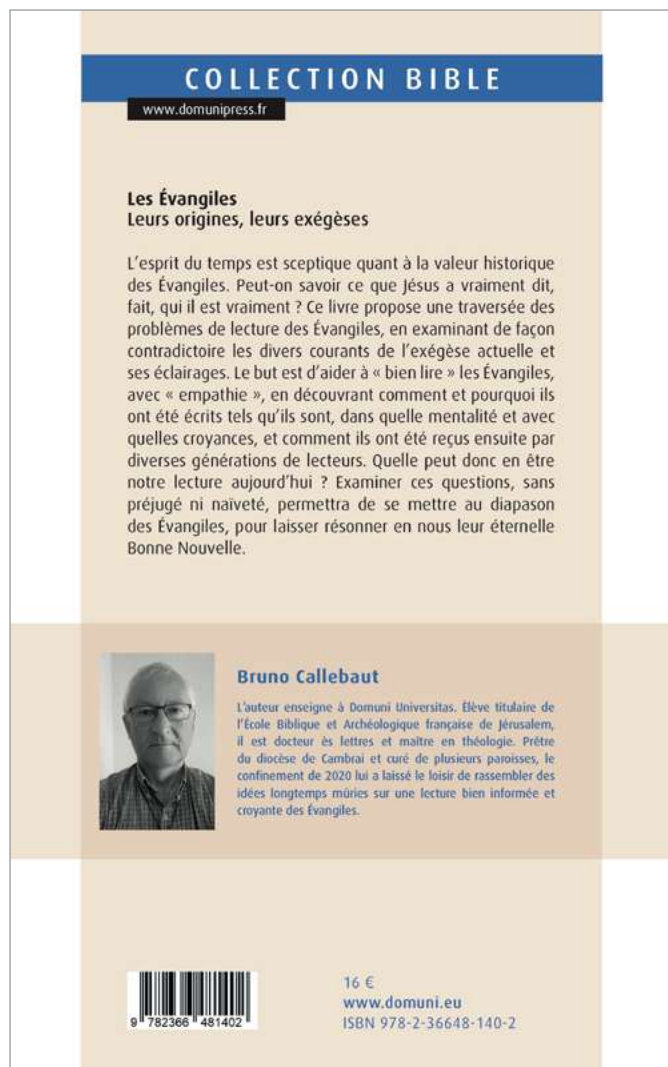 COLLECTION BIBLE
www.domunipress.fr
Les Évangiles
Leurs origines, leurs exégèses
L'esprit du temps est sceptique quant à la valeur historique
des Évangiles. Peut-on savoir ce que Jésus a vraiment dit,
fait, qui il est vraiment ? Ce livre propose une traversée des
problèmes de lecture des Évangiles, en examinant de façon
contradictoire les divers courants de l'exégèse actuelle et
ses éclairages. Le but est d'aider à « bien lire » les Évangiles,
avec « empathie », en découvrant comment et pourquoi ils
ont été écrits tels qu'ils sont, dans quelle mentalité et avec
quelles croyances, et comment ils ont été reçus ensuite par
diverses générations de lecteurs. Quelle peut donc en être
notre lecture aujourd'hui ? Examiner ces questions, sans
préjugé ni naïveté, permettra de se mettre au diapason
des Évangiles, pour laisser résonner en nous leur éternelle
Bonne Nouvelle.
Bruno Callebaut
L'auteur enseigne à Domuni Universitas. Élève titulaire de
l'École Biblique et Archéologique française de Jérusalem,
il est docteur ès lettres et maître en théologie. Prêtre
du diocèse de Cambrai et curé de plusieurs paroisses, le
confinement de 2020 lui a laissé le loisir de rassembler des
idées longtemps mûries sur une lecture bien informée et
croyante des Évangiles.
9 782366 481402
16 €
www.domuni.eu
ISBN 978-2-36648-140-2